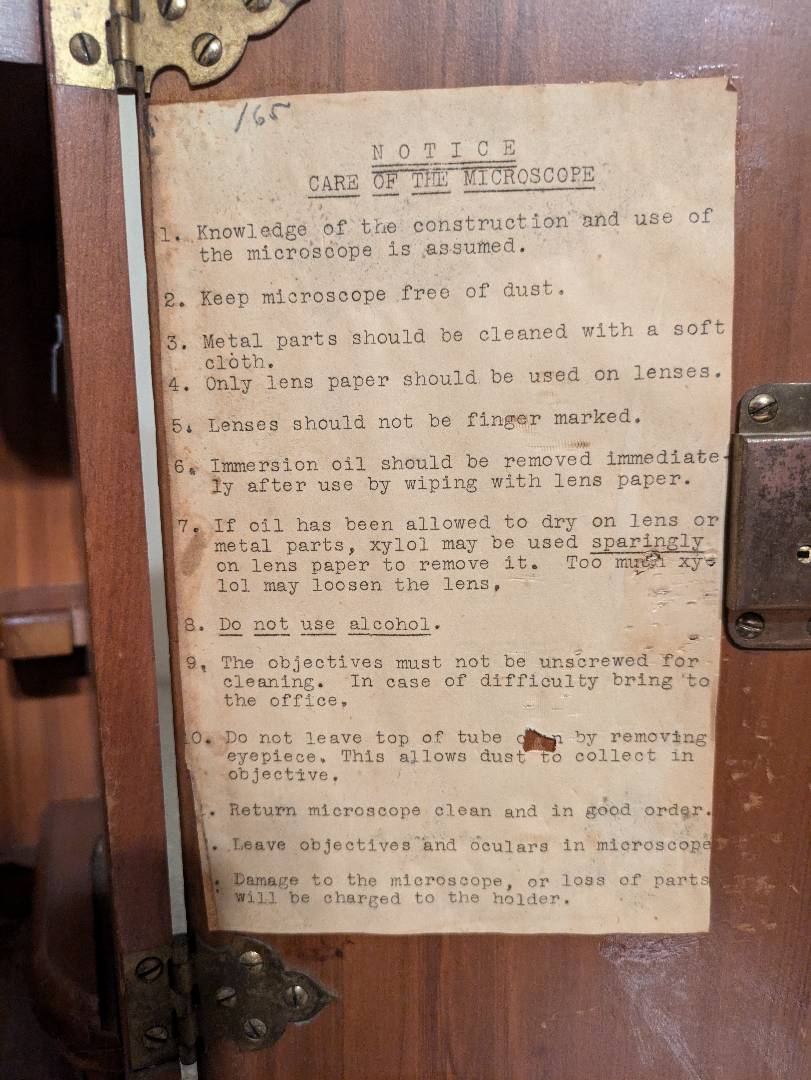 165
N O T I C E
CARE OF THE MICROSCOPE
1. Knowledge of the construction and use of
the microscope is assumed.
2. Keep microscope free of dust.
3. Metal parts should be cleaned with a soft
cloth.
4. Only lens paper should be used on lenses.
5. Lenses should not be finger marked.
6. Immersion oil should be removed immediate-
ly after use by wiping with lens paper.
7. If oil has been allowed to dry on lens or
metal parts, xylol may be used sparingly
on lens paper to remove it. Too much xy-
lol may loosen the lens.
8. Do not use alcohol.
9. The objectives must not be unscrewed for
cleaning. In case of difficulty bring to
the office.
0. Do not leave top of tube by removing
eyepiece. This allows dust to collect in
objective.
. Return microscope clean and in good order.
. Leave objectives and oculars in microscope
. Damage to the microscope, or loss of parts
will be charged to the holder.